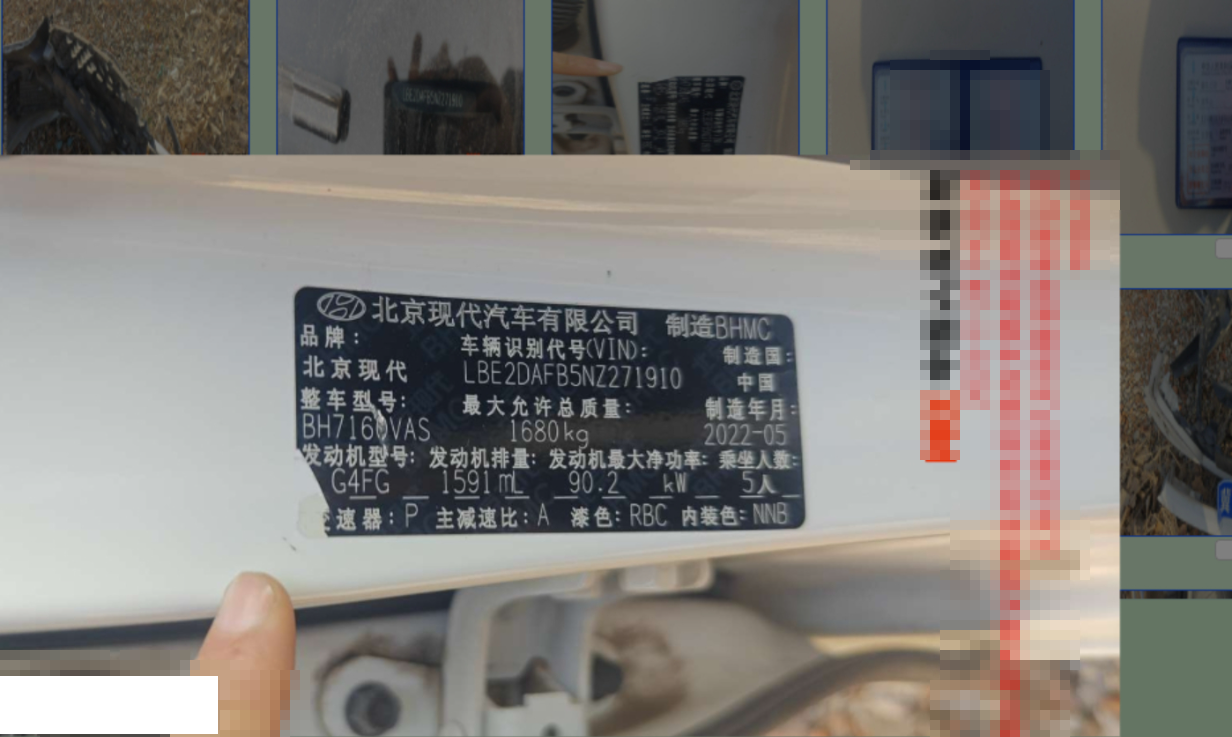 北京现代汽车有限公司 制造BHMC
品牌： 车辆识别代号(VIN)： 制造国：
北京现代 LBE2DAFB5NZ271910 中国
整车型号： 最大允许总质量： 制造年月：
BH7160VAS 1680kg 2022-05
发动机型号： 发动机排量： 发动机最大净功率： 乘坐人数：
G4FG 1591mL 90.2 kW 5人
速器：P 主减速比：A 漆色：RBC 内装色：NNB